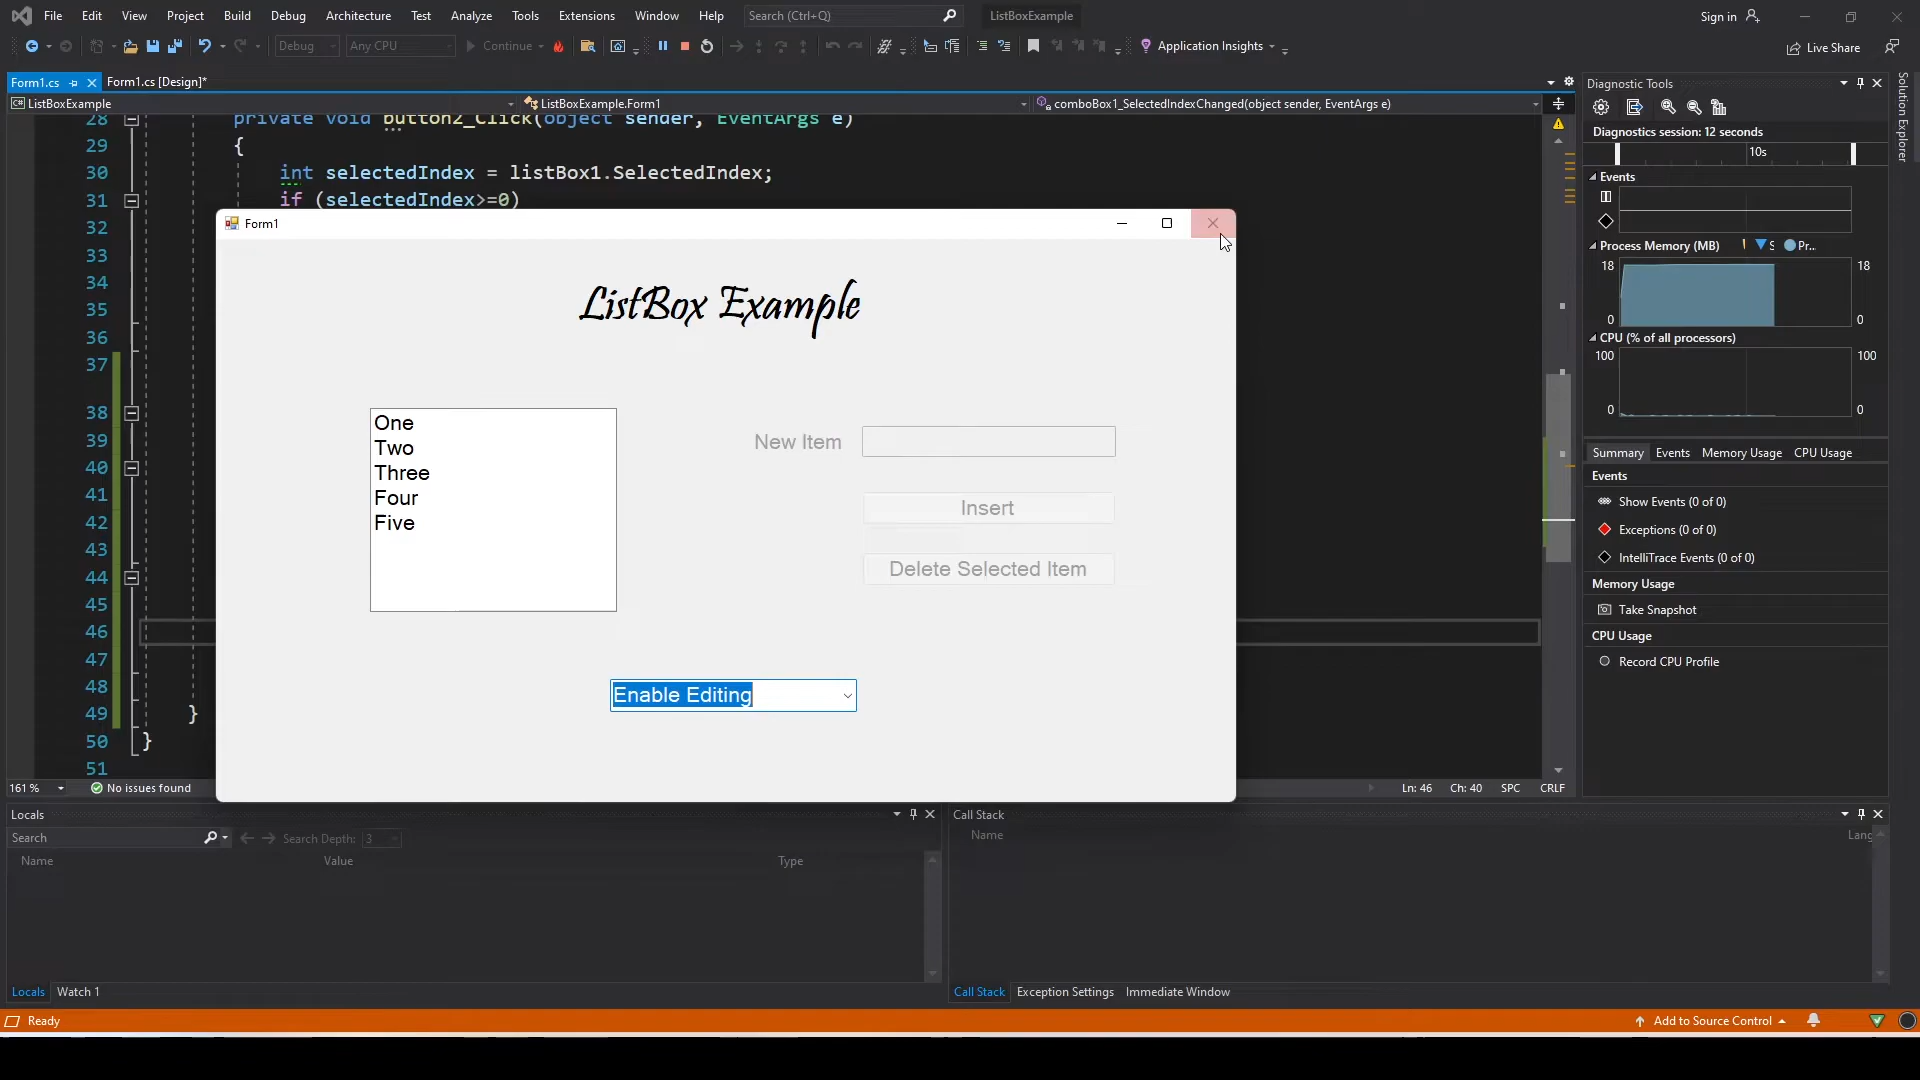 File Edit View Project Build Debug Architecture Test Analyze Tools Extensions Window Help Search (Ctrl+Q) ListBoxExample Sign in
Debug Any CPU Continue Application Insights Live Share
Form1.cs Form1.cs [Design]* Diagnostic Tools Solution Explorer
C# ListBoxExample ListBoxExample.Form1 comboBox1_SelectedIndexChanged(object sender, EventArgs e)
28 private void button2_Click(object sender, EventArgs e)
29 {
30 int selectedIndex = listBox1.SelectedIndex;
31 if (selectedIndex>=0)
32
33
34
35
36
37
38
39
40
41
42
43
44
45
46
47
48
49 }
50 }
51
Form1
ListBox Example
One
Two
Three
Four
Five
New Item
Insert
Delete Selected Item
Enable Editing
161 % No issues found Ln: 46 Ch: 40 SPC CRLF
Diagnostics session: 12 seconds
10s
Events
Process Memory (MB) S Pr...
18 18
0 0
CPU (% of all processors)
100 100
0 0
Summary Events Memory Usage CPU Usage
Events
Show Events (0 of 0)
Exceptions (0 of 0)
IntelliTrace Events (0 of 0)
Memory Usage
Take Snapshot
CPU Usage
Record CPU Profile
Locals
Search Search Depth: 3
Name Value Type
Locals Watch 1
Call Stack
Name Lang
Call Stack Exception Settings Immediate Window
Ready Add to Source Control